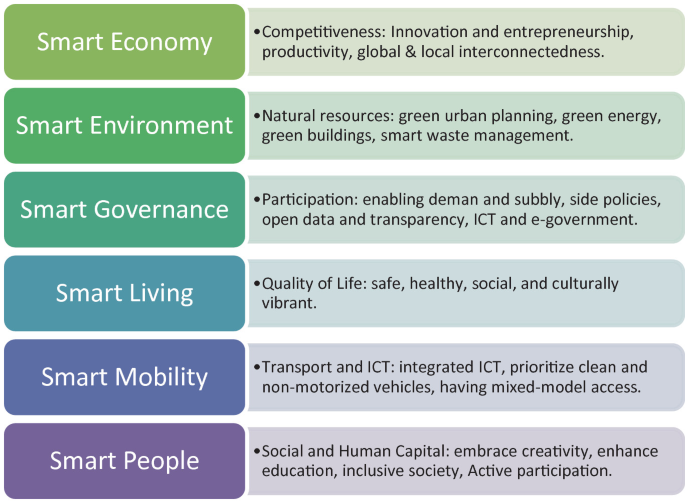 Smart Economy
•Competitiveness: Innovation and entrepreneurship,
productivity, global & local interconnectedness.
Smart Environment
•Natural resources: green urban planning, green energy,
green buildings, smart waste management.
Smart Governance
•Participation: enabling deman and subbly, side policies,
open data and transparency, ICT and e-government.
Smart Living
•Quality of Life: safe, healthy, social, and culturally
vibrant.
Smart Mobility
•Transport and ICT: integrated ICT, prioritize clean and
non-motorized vehicles, having mixed-model access.
Smart People
•Social and Human Capital: embrace creativity, enhance
education, inclusive society, Active participation.